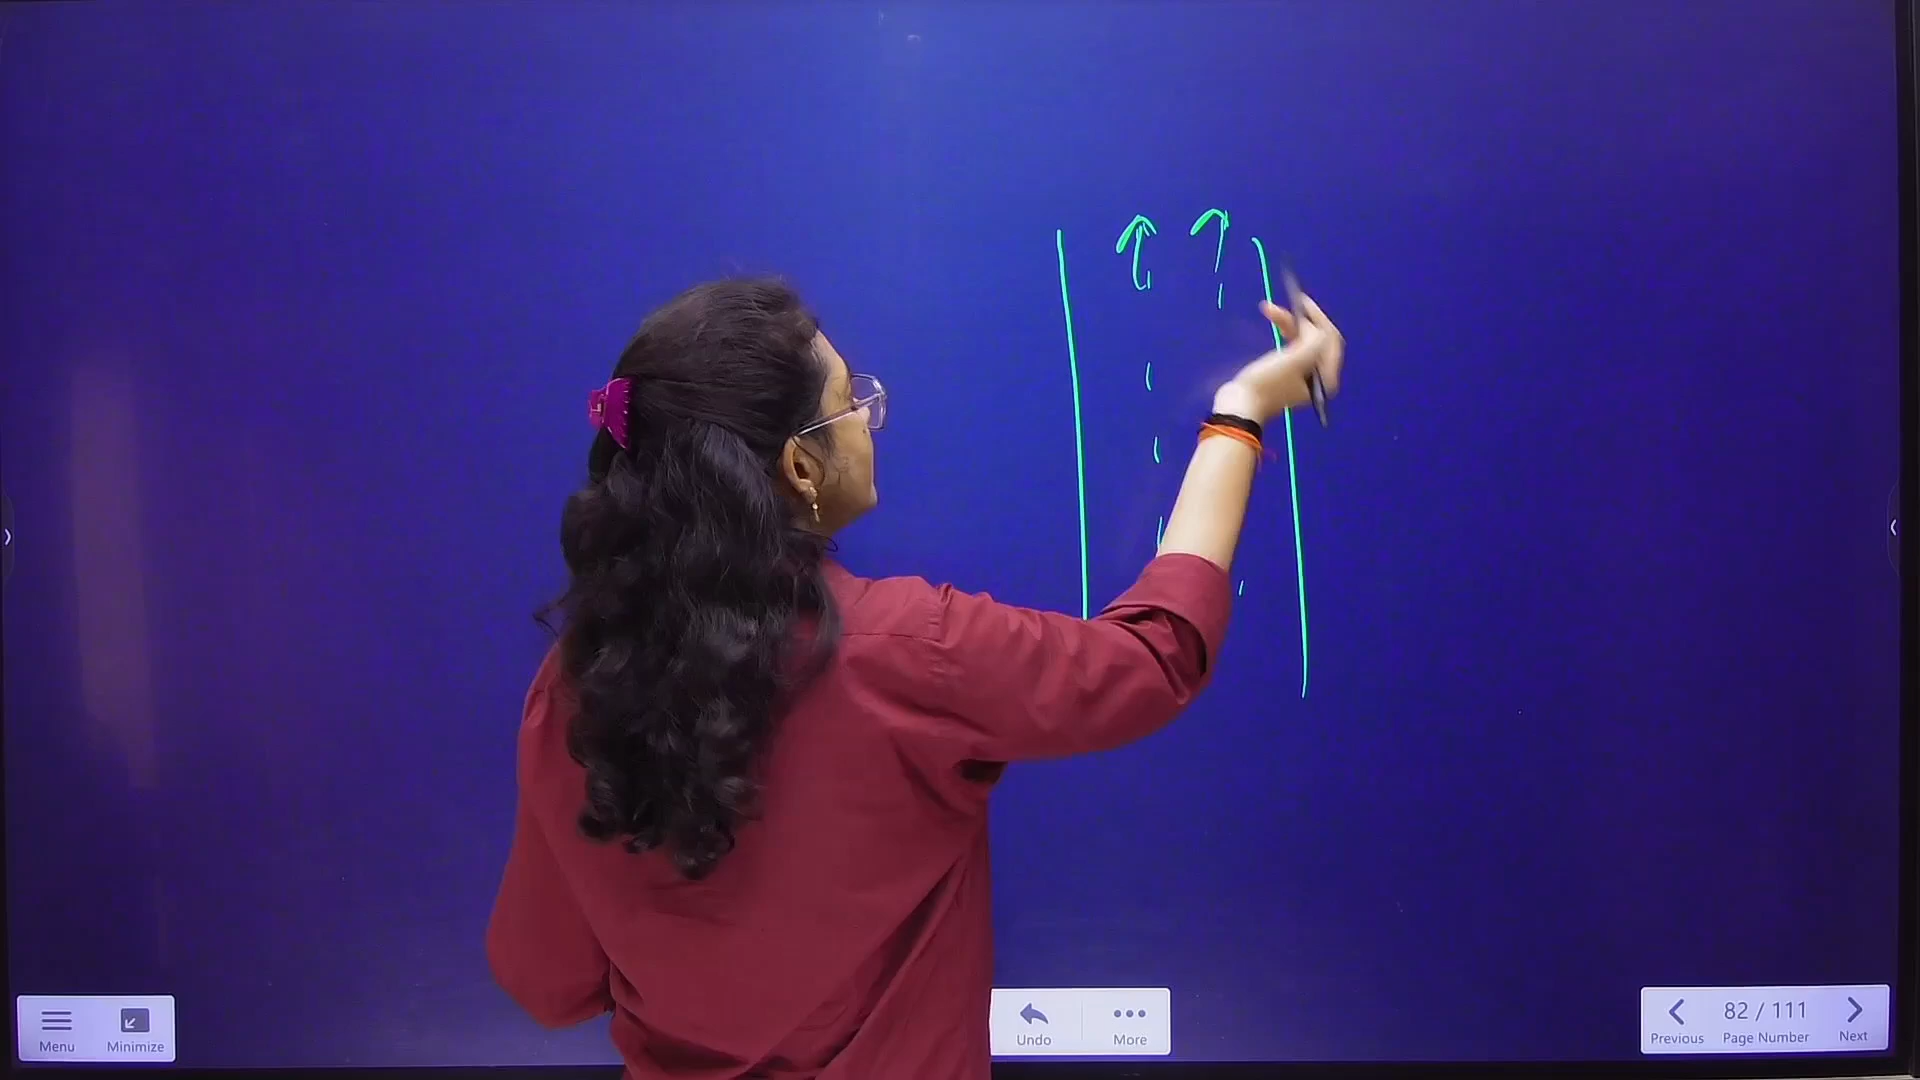 Menu
Minimize
Undo
More
Previous
82 / 111
Page Number
Next